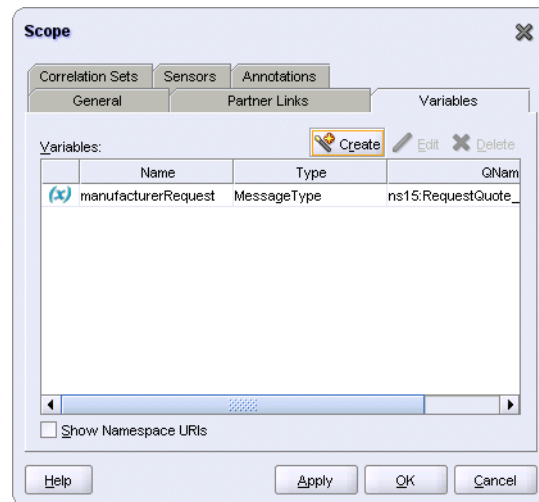 Scope
Correlation Sets Sensors Annotations
General Partner Links Variables
Variables: Create Edit Delete
Name Type QNam
(x) manufacturerRequest MessageType ns15:RequestQuote_
Show Namespace URIs
Help Apply OK Cancel